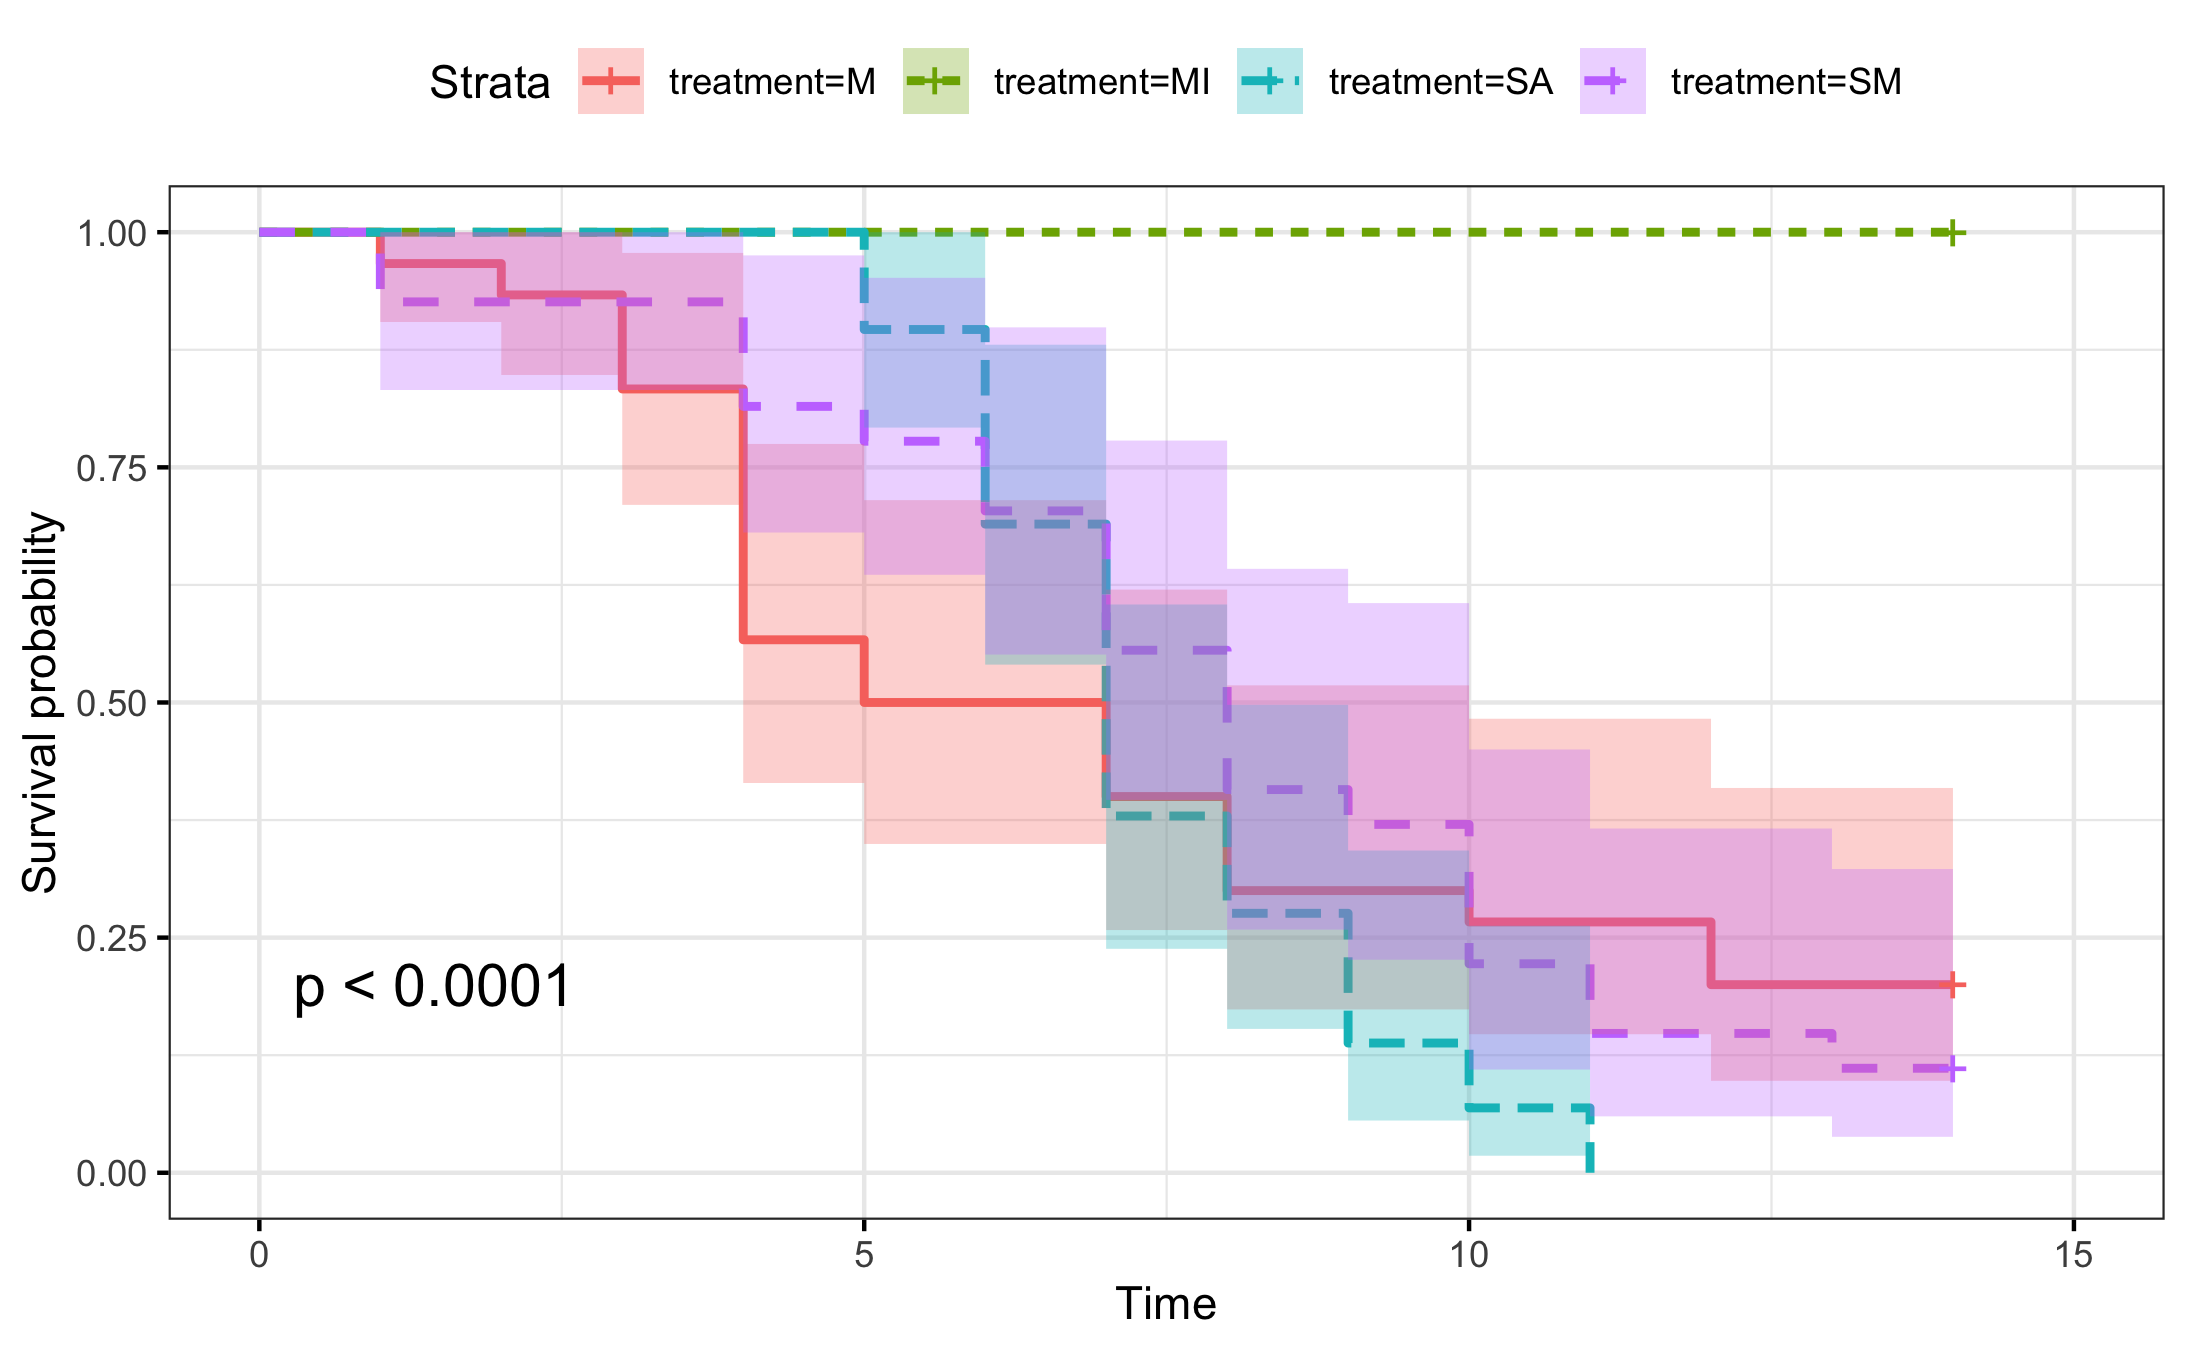 Strata treatment=M treatment=MI treatment=SA treatment=SM
1.00
0.75
0.50
0.25
0.00
Survival probability
p < 0.0001
0 5 10 15
Time